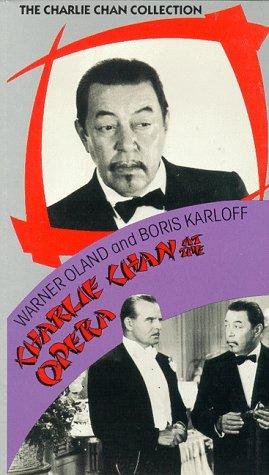 THE CHARLIE CHAN COLLECTION
WARNER OLAND and BORIS KARLOFF
CHARLIE CHAN AT THE
OPERA